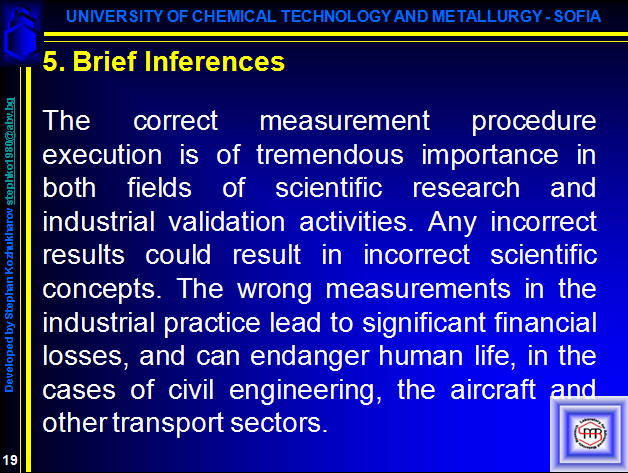 UNIVERSITY OF CHEMICAL TECHNOLOGY AND METALLURGY - SOFIA
5. Brief Inferences
The correct measurement procedure
execution is of tremendous importance in
both fields of scientific research and
industrial validation activities. Any incorrect
results could result in incorrect scientific
concepts. The wrong measurements in the
industrial practice lead to significant financial
losses, and can endanger human life, in the
cases of civil engineering, the aircraft and
other transport sectors.
Developed by Stephan Kozhukharov stephko1980@abv.bg
19